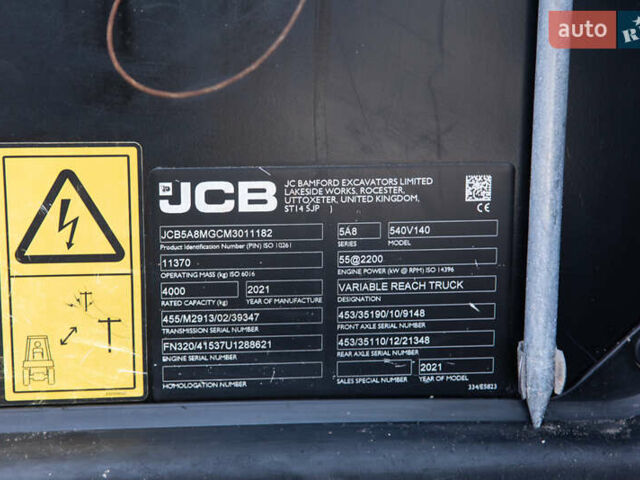 auto
JCB
JC BAMFORD EXCAVATORS LIMITED
LAKESIDE WORKS, ROCESTER,
UTTOXETER, UNITED KINGDOM,
ST14 5JP )
CE
JCB5A8MGCM3011182
Product Identification Number (PIN) ISO 10261
5A8 540V140
SERIES MODEL
11370
OPERATING MASS (kg) ISO 6016
55@2200
ENGINE POWER (kW @ RPM) ISO 14396
4000 2021
RATED CAPACITY (kg) YEAR OF MANUFACTURE
VARIABLE REACH TRUCK
455/M2913/02/39347
TRANSMISSION SERIAL NUMBER
453/35190/10/9148
FRONT AXLE SERIAL NUMBER
FN320/41537U1288621
ENGINE SERIAL NUMBER
453/35110/12/21348
REAR AXLE SERIAL NUMBER
HOMOLOGATION NUMBER
2021
SALES SPECIAL NUMBER YEAR OF MODEL
334/E5823